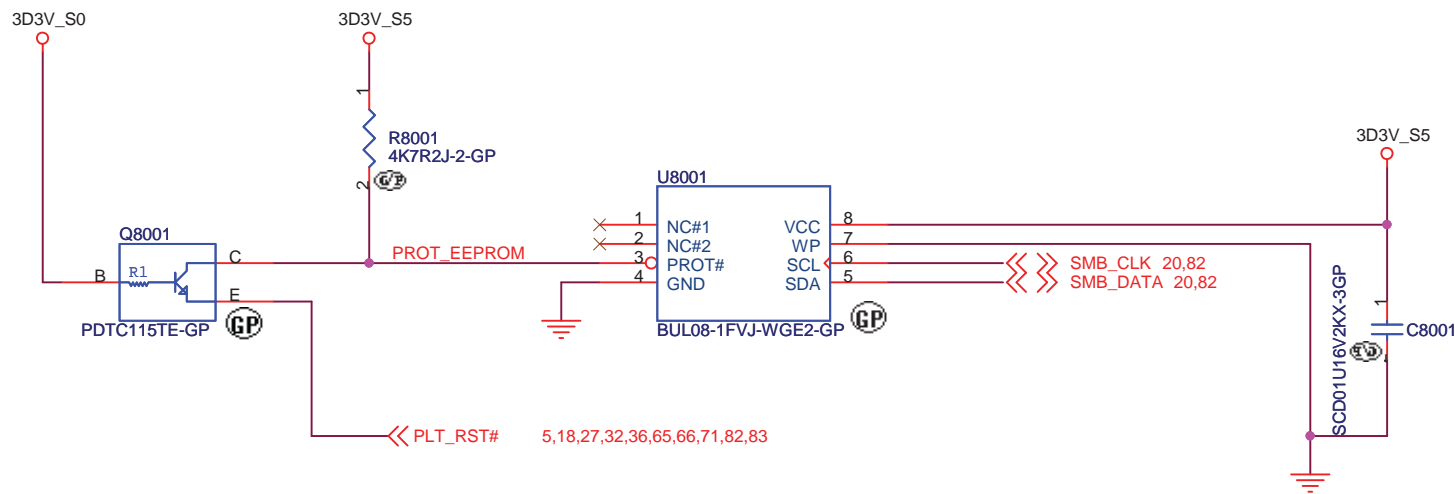 3D3V_S0
3D3V_S5
1
R8001
4K7R2J-2-GP
2
3D3V_S5
U8001
Q8001
R1
B
C
E
PDTC115TE-GP
GP
PROT_EEPROM
1 NC#1
2 NC#2
3 PROT#
4 GND
VCC 8
WP 7
SCL 6
SDA 5
BUL08-1FVJ-WGE2-GP
GP
SMB_CLK 20,82
SMB_DATA 20,82
1
C8001
SCD01U16V2KX-3GP
PLT_RST# 5,18,27,32,36,65,66,71,82,83